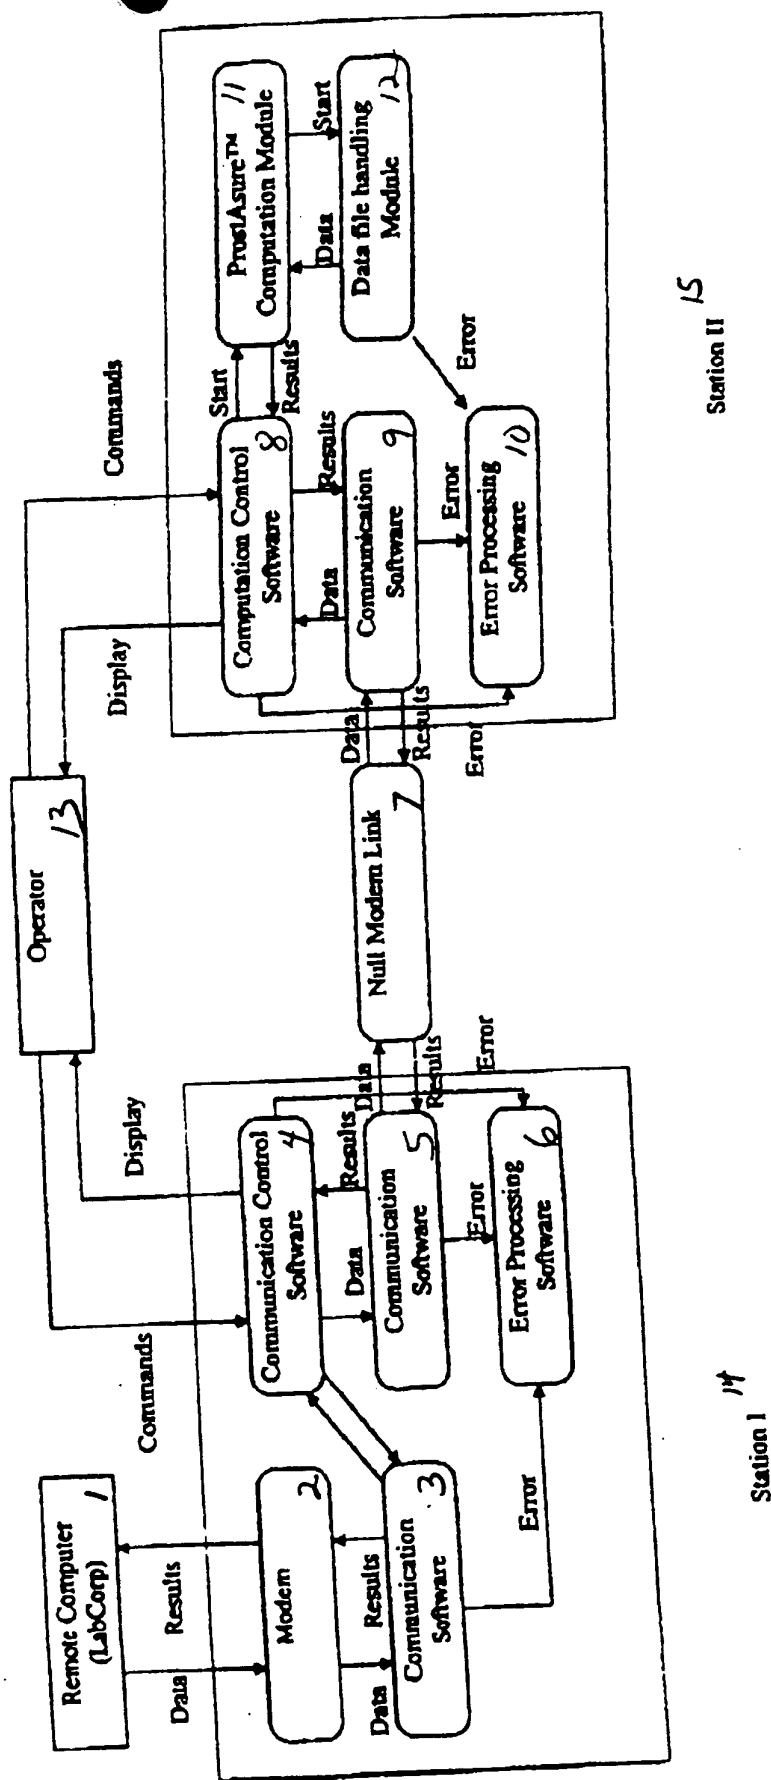 Remote Computer
(LabCorp)
1
Data
Results
Modem
2
Data
Results
Communication
Software
3
Error
Commands
Display
Communication Control
Software
4
Data
Results
Communication
Software
5
Error
Error Processing
Software
6
Error
Data
Results
Station I
14
Operator
13
Null Modem Link
7
Display
Commands
Data
Results
Error
Computation Control
Software
8
Start
Results
Data
Results
Communication
Software
9
Error
Error Processing
Software
10
ProstAsure™
Computation Module
11
Data
Start
Data file handling
Module
12
Error
Station II
15